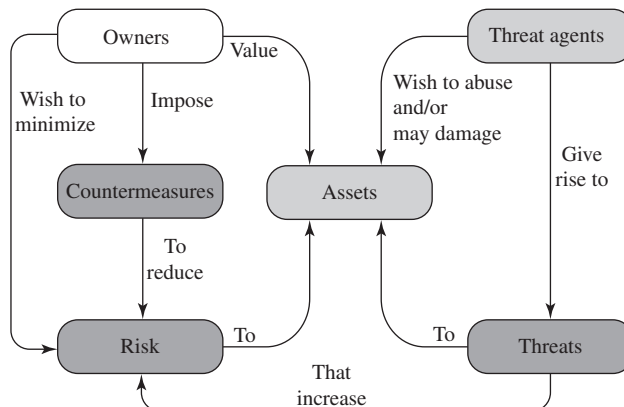 Owners
Value
Threat agents
Wish to
minimize
Impose
Wish to abuse
and/or
may damage
Give
rise to
Countermeasures
Assets
To
reduce
Risk
To
To
Threats
That
increase